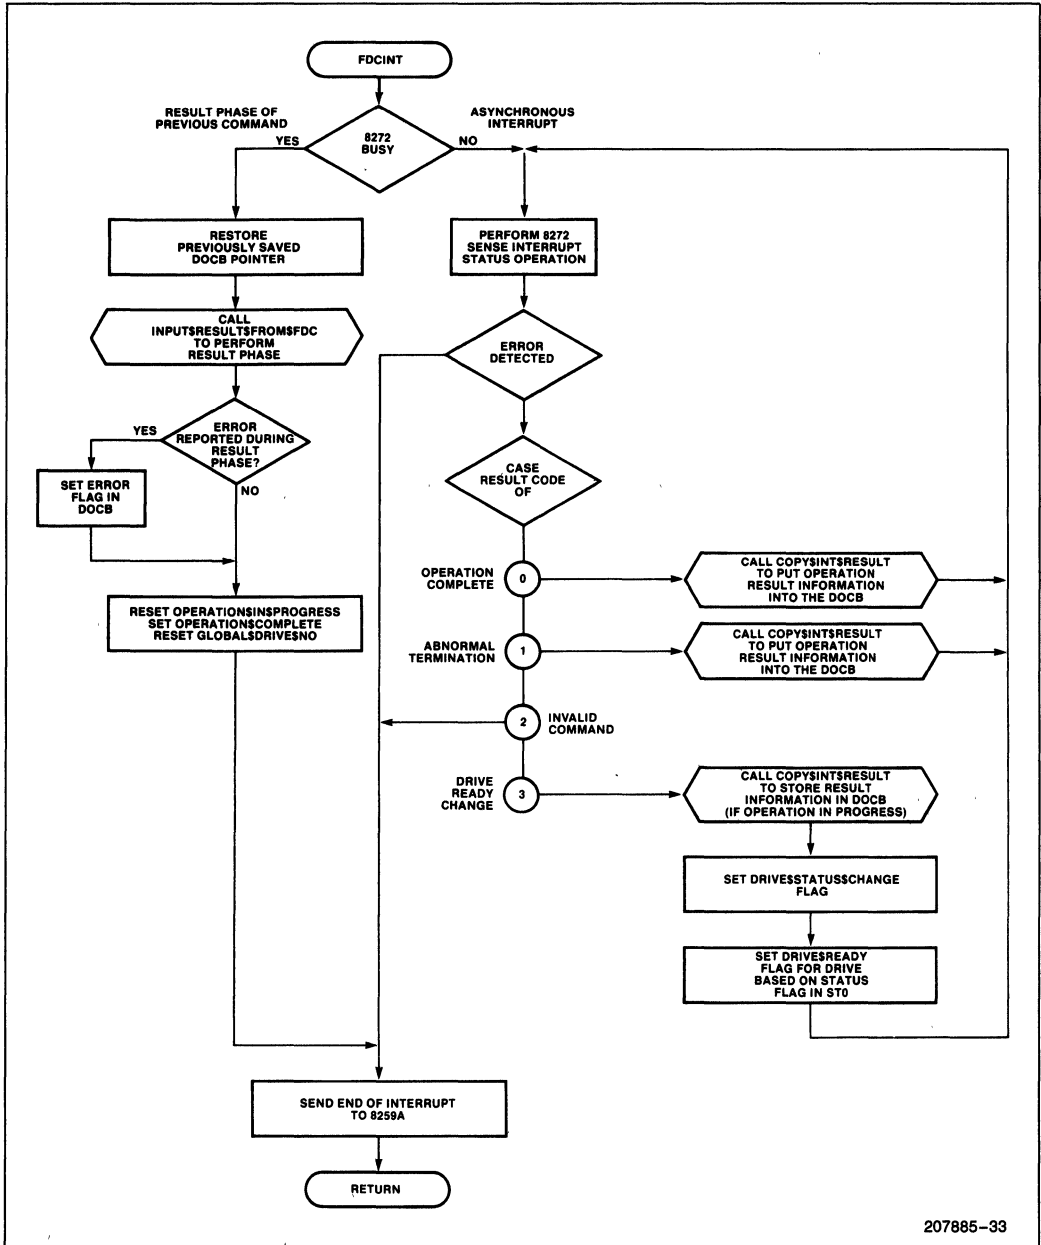 FDCINT
RESULT PHASE OF
PREVIOUS COMMAND
ASYNCHRONOUS
INTERRUPT
8272
BUSY
YES
NO
RESTORE
PREVIOUSLY SAVED
DOCB POINTER
PERFORM 8272
SENSE INTERRUPT
STATUS OPERATION
CALL
INPUT$RESULT$FROM$FDC
TO PERFORM
RESULT PHASE
ERROR
DETECTED
ERROR
REPORTED DURING
RESULT
PHASE?
YES
NO
SET ERROR
FLAG IN
DOCB
CASE
RESULT CODE
OF
RESET OPERATION$IN$PROGRESS
SET OPERATION$COMPLETE
RESET GLOBAL$DRIVE$NO
OPERATION
COMPLETE
0
CALL COPY$INT$RESULT
TO PUT OPERATION
RESULT INFORMATION
INTO THE DOCB
ABNORMAL
TERMINATION
1
CALL COPY$INT$RESULT
TO PUT OPERATION
RESULT INFORMATION
INTO THE DOCB
2
INVALID
COMMAND
DRIVE
READY
CHANGE
3
CALL COPY$INT$RESULT
TO STORE RESULT
INFORMATION IN DOCB
(IF OPERATION IN PROGRESS)
SET DRIVE$STATUS$CHANGE
FLAG
SET DRIVE$READY
FLAG FOR DRIVE
BASED ON STATUS
FLAG IN ST0
SEND END OF INTERRUPT
TO 8259A
RETURN
207885–33